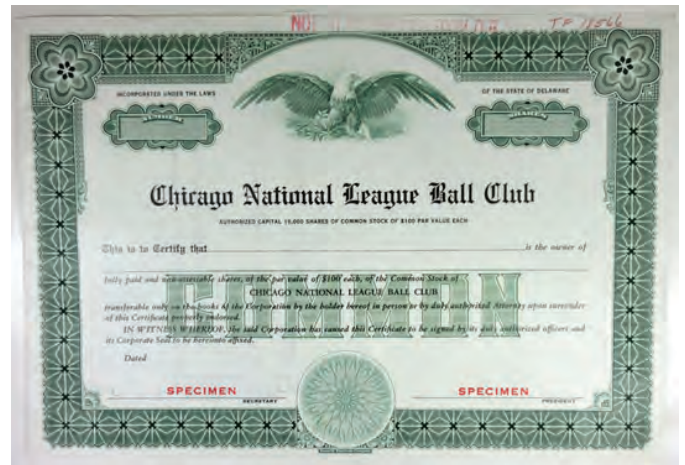 TF 18566
INCORPORATED UNDER THE LAWS
OF THE STATE OF DELAWARE
NUMBER
SHARES
Chicago National League Ball Club
AUTHORIZED CAPITAL 10,000 SHARES OF COMMON STOCK OF $100 PAR VALUE EACH
This is to Certify that is the owner of
fully paid and non-assessable shares, of the par value of $100 each, of the Common Stock of
CHICAGO NATIONAL LEAGUE BALL CLUB
transferable only on the books of the Corporation by the holder hereof in person or by duly authorized Attorney upon surrender
of this Certificate properly endorsed.
IN WITNESS WHEREOF, the said Corporation has caused this Certificate to be signed by its duly authorized officers and
its Corporate Seal to be hereunto affixed.
COMMON
Dated
SPECIMEN
SPECIMEN
SECRETARY
PRESIDENT